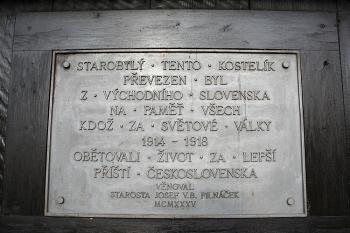 STAROBYLÝ · TENTO · KOSTELÍK
PŘEVEZEN · BYL
Z · VÝCHODNÍHO · SLOVENSKA
NA · PAMĚŤ · VŠECH
KDOŽ · ZA · SVĚTOVÉ · VÁLKY
1914 - 1918
OBĚTOVALI · ŽIVOT · ZA · LEPŠÍ
PŘÍŠTÍ · ČESKOSLOVENSKA
VĚNOVAL
STAROSTA JOSEF V.B. PILNÁČEK
MCMXXXV